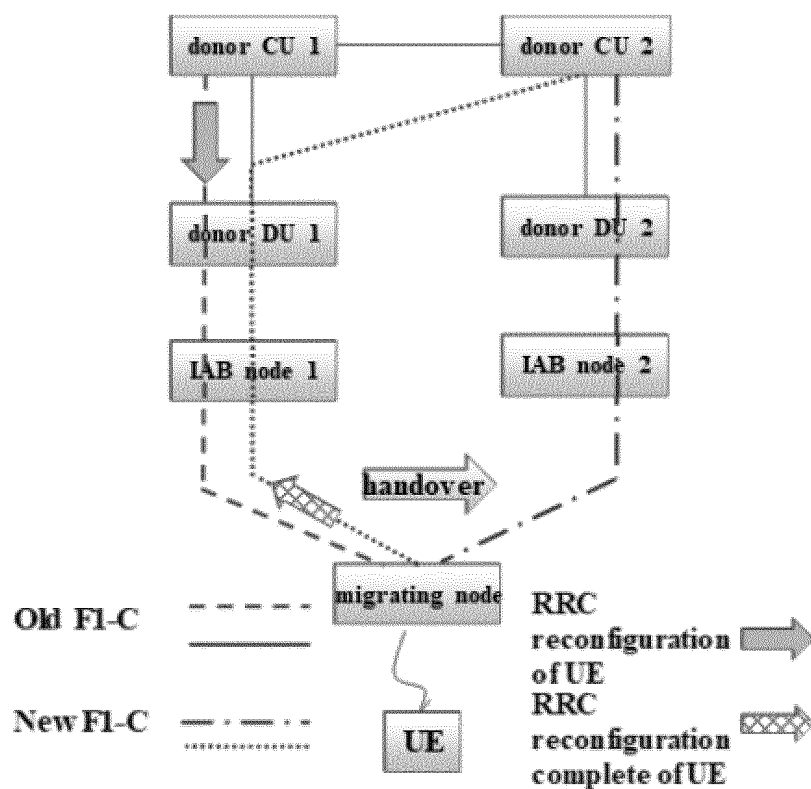 donor CU 1
donor CU 2
donor DU 1
donor DU 2
IAB node 1
IAB node 2
handover
migrating node
Old F1-C
New F1-C
UE
RRC
reconfiguration
of UE
RRC
reconfiguration
complete of UE